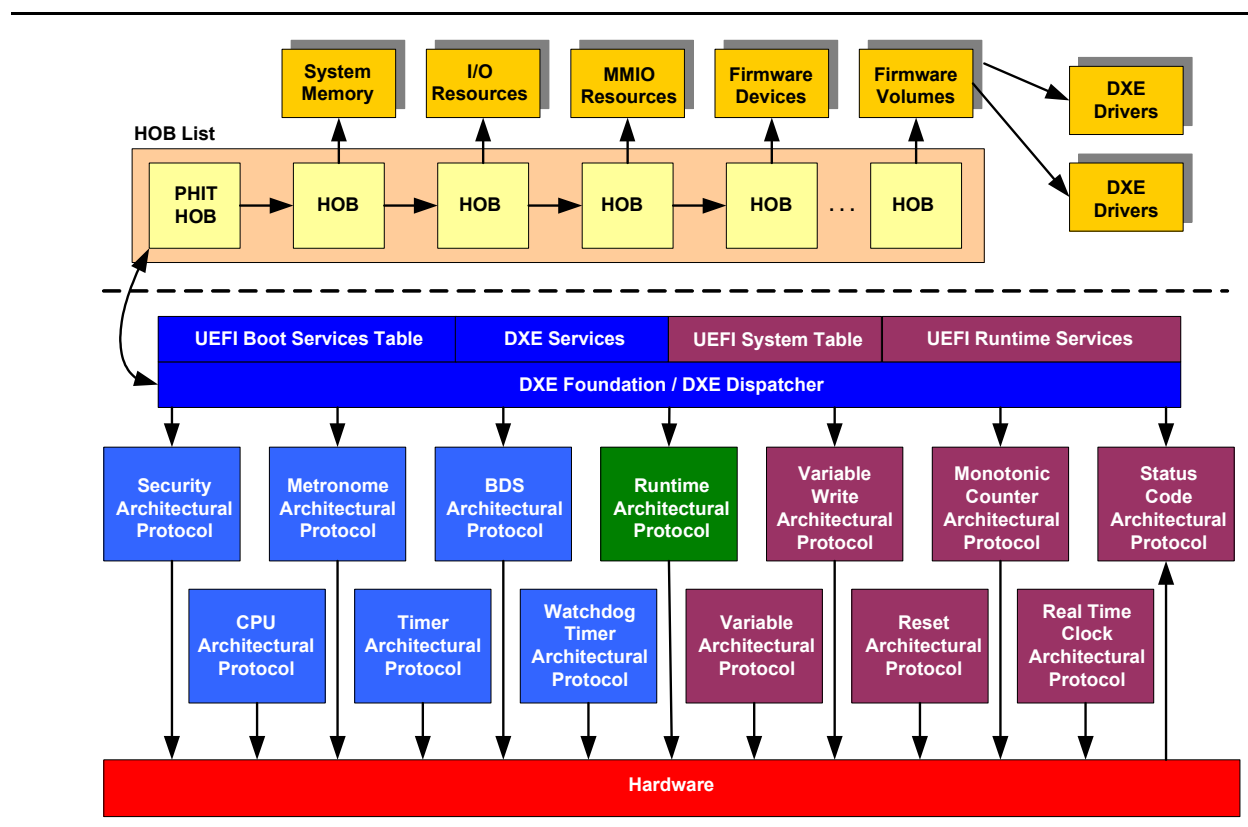 System
Memory
I/O
Resources
MMIO
Resources
Firmware
Devices
Firmware
Volumes
DXE
Drivers
DXE
Drivers
HOB List
PHIT
HOB
HOB
HOB
HOB
HOB
. . .
HOB
UEFI Boot Services Table
DXE Services
UEFI System Table
UEFI Runtime Services
DXE Foundation / DXE Dispatcher
Security
Architectural
Protocol
Metronome
Architectural
Protocol
BDS
Architectural
Protocol
Runtime
Architectural
Protocol
Variable
Write
Architectural
Protocol
Monotonic
Counter
Architectural
Protocol
Status
Code
Architectural
Protocol
CPU
Architectural
Protocol
Timer
Architectural
Protocol
Watchdog
Timer
Architectural
Protocol
Variable
Architectural
Protocol
Reset
Architectural
Protocol
Real Time
Clock
Architectural
Protocol
Hardware